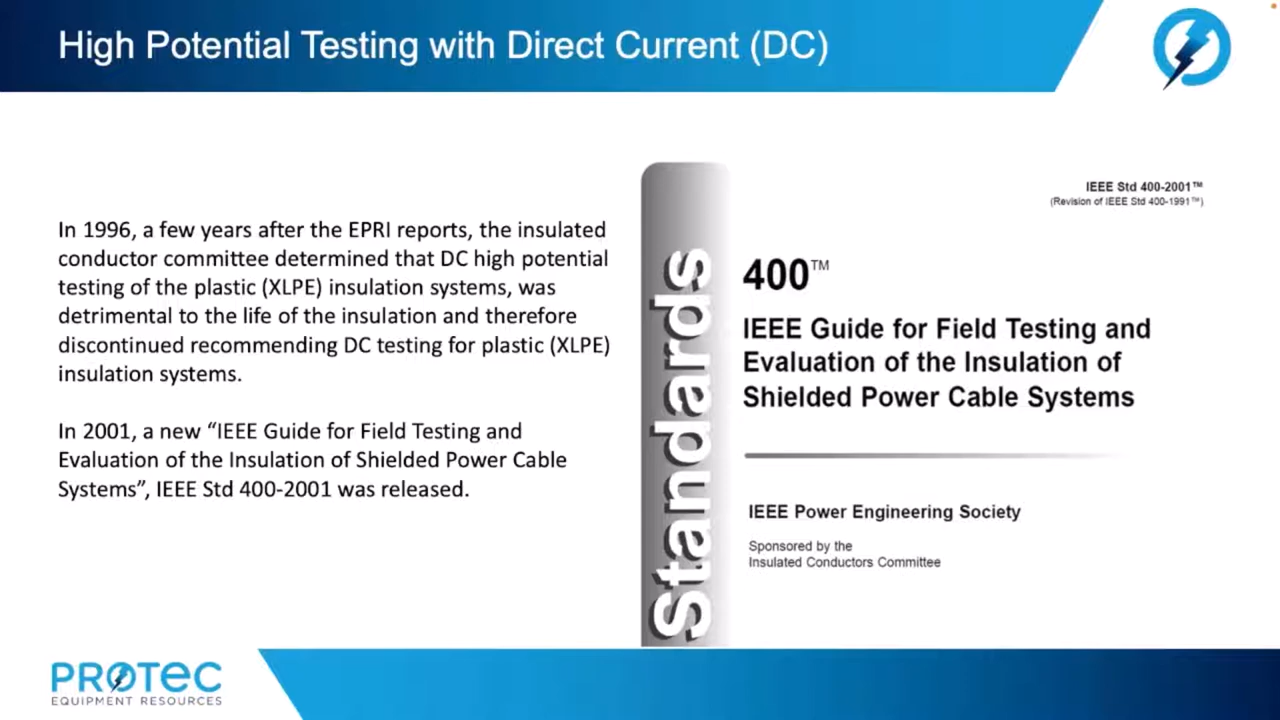 High Potential Testing with Direct Current (DC)
In 1996, a few years after the EPRI reports, the insulated
conductor committee determined that DC high potential
testing of the plastic (XLPE) insulation systems, was
detrimental to the life of the insulation and therefore
discontinued recommending DC testing for plastic (XLPE)
insulation systems.
In 2001, a new “IEEE Guide for Field Testing and
Evaluation of the Insulation of Shielded Power Cable
Systems”, IEEE Std 400-2001 was released.
Standards
IEEE Std 400-2001™
(Revision of IEEE Std 400-1991™)
400™
IEEE Guide for Field Testing and
Evaluation of the Insulation of
Shielded Power Cable Systems
IEEE Power Engineering Society
Sponsored by the
Insulated Conductors Committee
PROTEC
EQUIPMENT RESOURCES